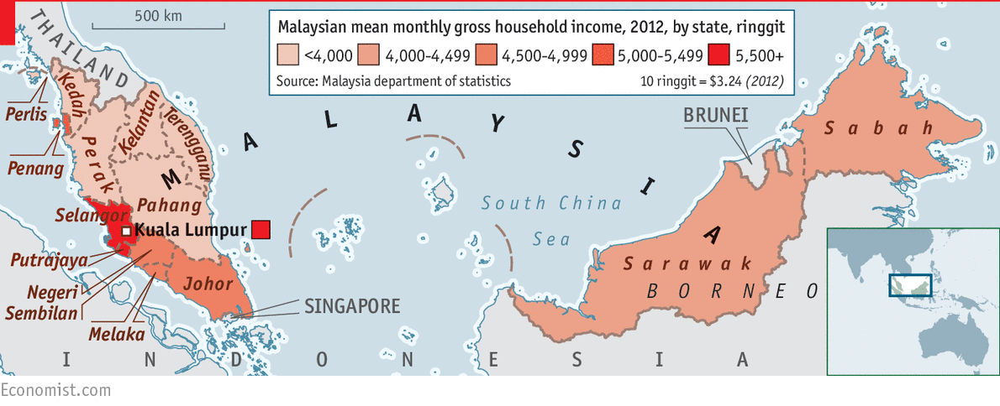 500 km
Malaysian mean monthly gross household income, 2012, by state, ringgit
<4,000 4,000-4,499 4,500-4,999 5,000-5,499 5,500+
Source: Malaysia department of statistics 10 ringgit = $3.24 (2012)
THAILAND
Perlis
Kedah
Penang
Perak
Kelantan
Terengganu
MALAYSIA
Pahang
Selangor
Kuala Lumpur
Putrajaya
Negeri
Sembilan
Melaka
Johor
SINGAPORE
South China
Sea
BRUNEI
Sabah
Sarawak
BORNEO
INDONESIA
Economist.com